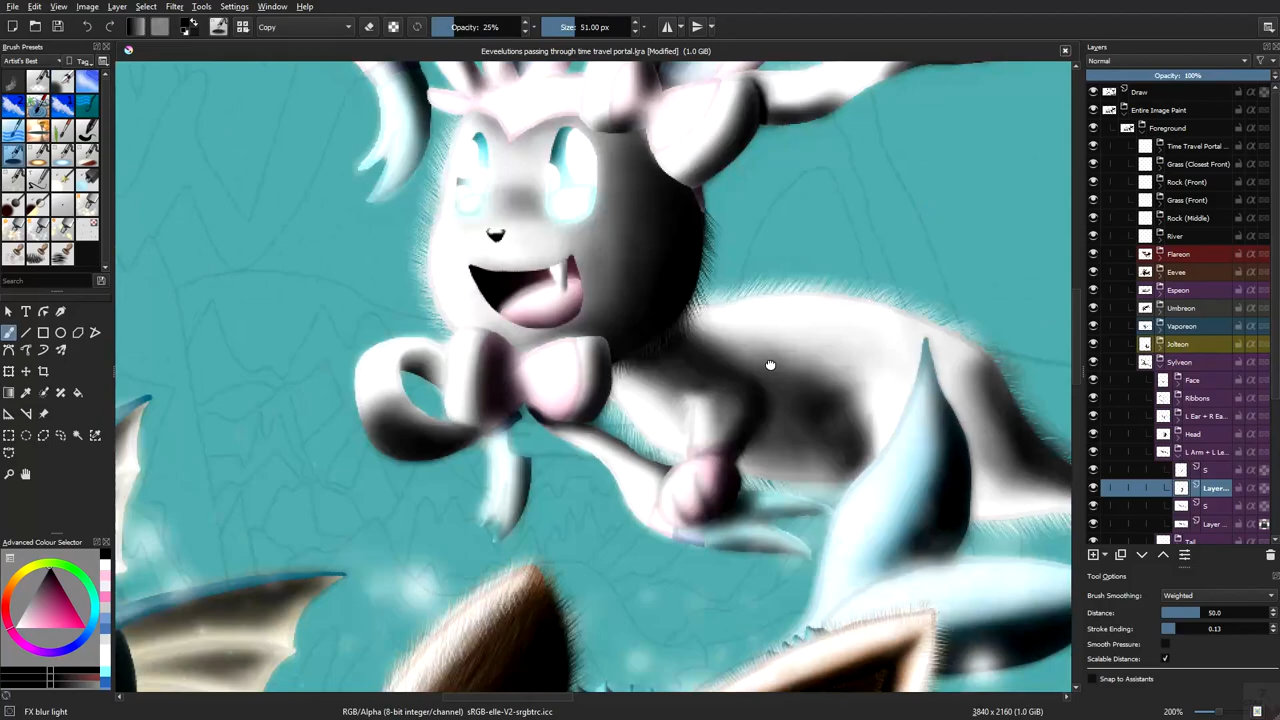 File Edit View Image Layer Select Filter Tools Settings Window Help
Copy
Opacity: 25%
Size: 51.00 px
Brush Presets
Eeveelutions passing through time travel portal.kra [Modified] (1.0 GB)
Layers
Artist's Best
Tag
Normal
Opacity: 100%
Draw
Entire Image Paint
Foreground
Time Travel Portal ...
Grass (Closest Front)
Rock (Front)
Grass (Front)
Rock (Middle)
River
Flareon
Eevee
Espeon
Umbreon
Vaporeon
Jolteon
Sylveon
Face
Ribbons
L Ear + R Ea...
Head
L Arm + L Le...
S
Layer...
S
Layer ...
Tail
Search
Advanced Colour Selector
Tool Options
Brush Smoothing: Weighted
Distance: 50.0
Stroke Ending: 0.13
Smooth Pressure:
Scalable Distance:
Snap to Assistants
FX blur light
RGB/Alpha (8-bit integer/channel) sRGB-elle-V2-srgbtrc.icc
3840 x 2160 (1.0 GB)
200%